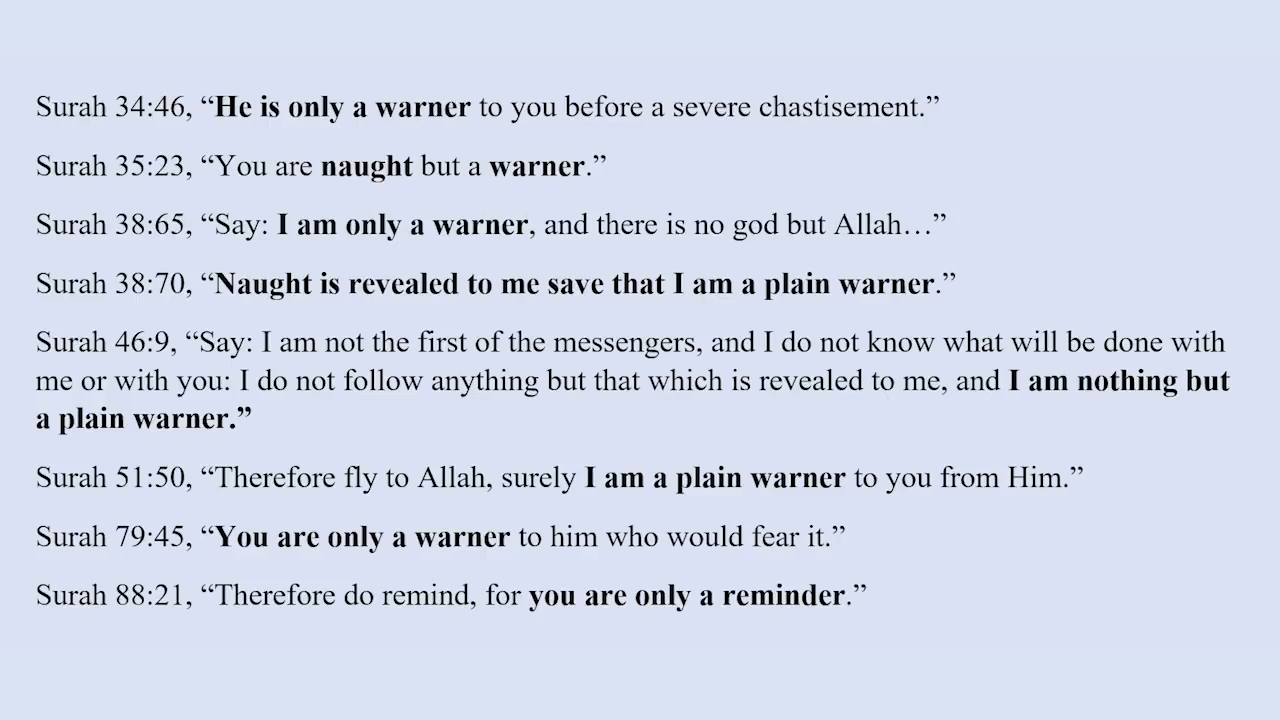 Surah 34:46, “He is only a warner to you before a severe chastisement.”
Surah 35:23, “You are naught but a warner.”
Surah 38:65, “Say: I am only a warner, and there is no god but Allah…”
Surah 38:70, “Naught is revealed to me save that I am a plain warner.”
Surah 46:9, “Say: I am not the first of the messengers, and I do not know what will be done with
me or with you: I do not follow anything but that which is revealed to me, and I am nothing but
a plain warner.”
Surah 51:50, “Therefore fly to Allah, surely I am a plain warner to you from Him.”
Surah 79:45, “You are only a warner to him who would fear it.”
Surah 88:21, “Therefore do remind, for you are only a reminder.”